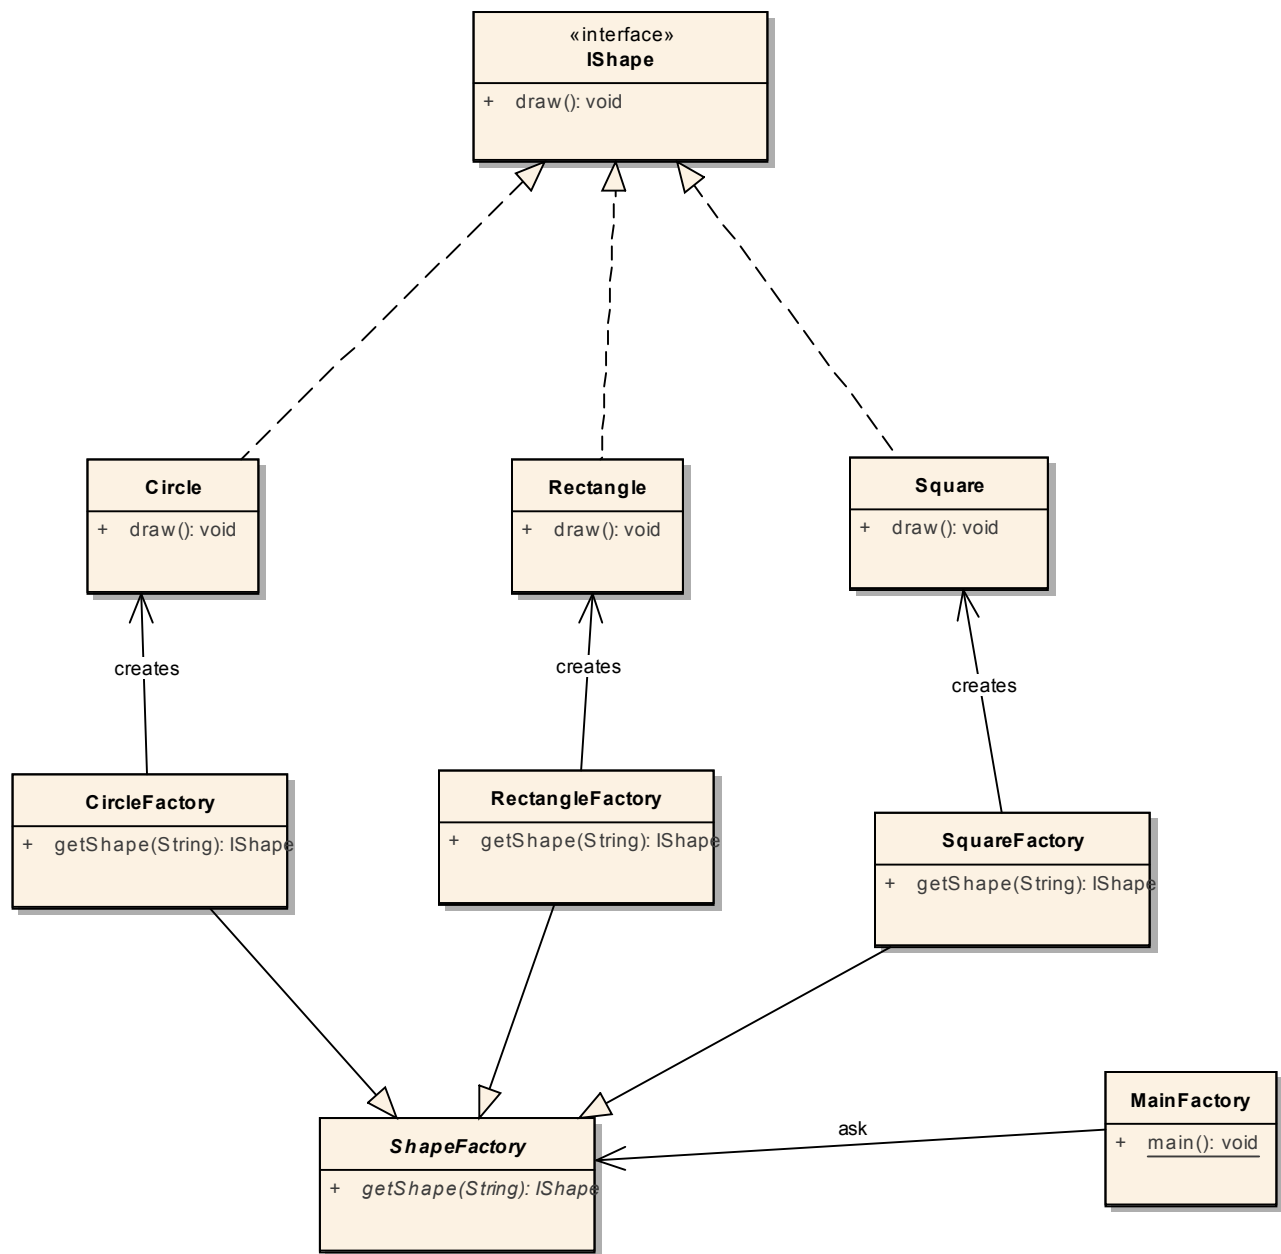 «interface»
IShape
+ draw(): void
Circle
+ draw(): void
Rectangle
+ draw(): void
Square
+ draw(): void
creates
creates
creates
CircleFactory
+ getShape(String): IShape
RectangleFactory
+ getShape(String): IShape
SquareFactory
+ getShape(String): IShape
ShapeFactory
+ getShape(String): IShape
ask
MainFactory
+ main(): void